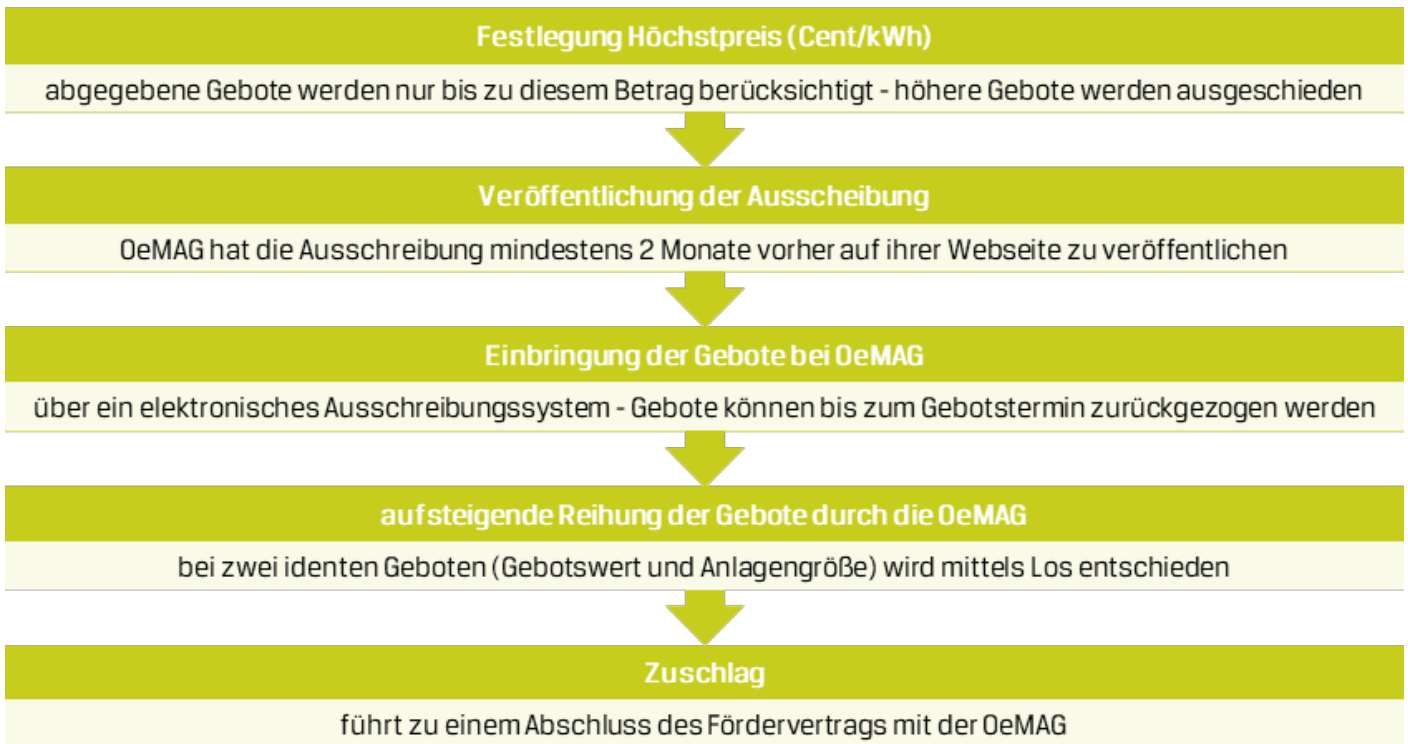 Festlegung Höchstpreis (Cent/kWh)
abgegebene Gebote werden nur bis zu diesem Betrag berücksichtigt - höhere Gebote werden ausgeschieden
Veröffentlichung der Ausscheibung
OeMAG hat die Ausschreibung mindestens 2 Monate vorher auf ihrer Webseite zu veröffentlichen
Einbringung der Gebote bei OeMAG
über ein elektronisches Ausschreibungssystem - Gebote können bis zum Gebotstermin zurückgezogen werden
aufsteigende Reihung der Gebote durch die OeMAG
bei zwei identen Geboten (Gebotswert und Anlagengröße) wird mittels Los entschieden
Zuschlag
führt zu einem Abschluss des Fördervertrags mit der OeMAG